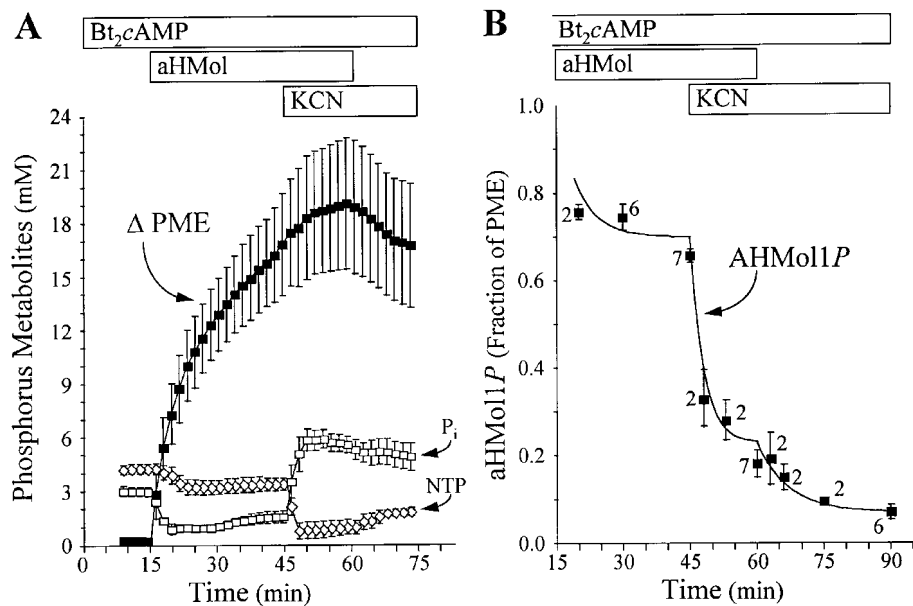 A
Bt₂cAMP
aHMol
KCN
Phosphorus Metabolites (mM)
24
21
18
15
12
9
6
3
0
Δ PME
Pᵢ
NTP
0 15 30 45 60 75
Time (min)
B
Bt₂cAMP
aHMol
KCN
aHMol1P (Fraction of PME)
1.0
0.8
0.6
0.4
0.2
0.0
2
6
7
AHMol1P
2
2
7
2
2
2
6
15 30 45 60 75 90
Time (min)